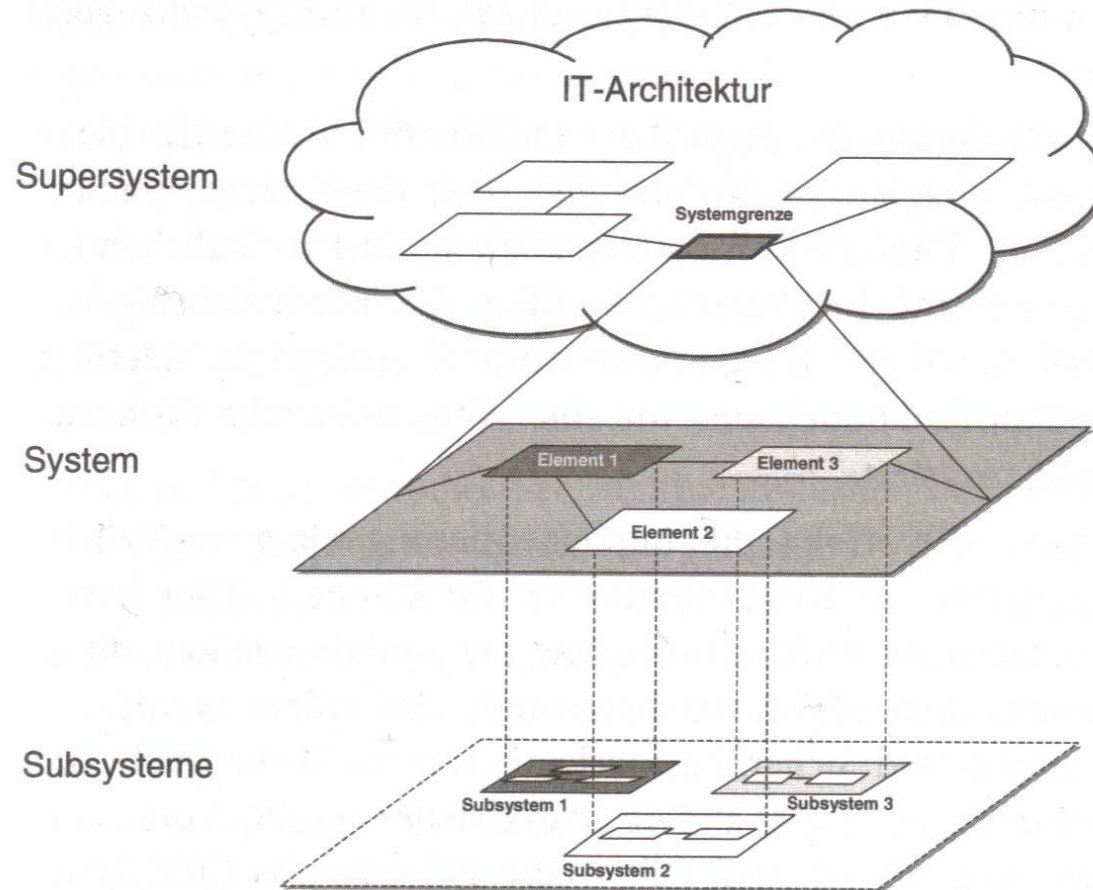 IT-Architektur
Supersystem
Systemgrenze
System
Element 1
Element 3
Element 2
Subsysteme
Subsystem 1
Subsystem 3
Subsystem 2